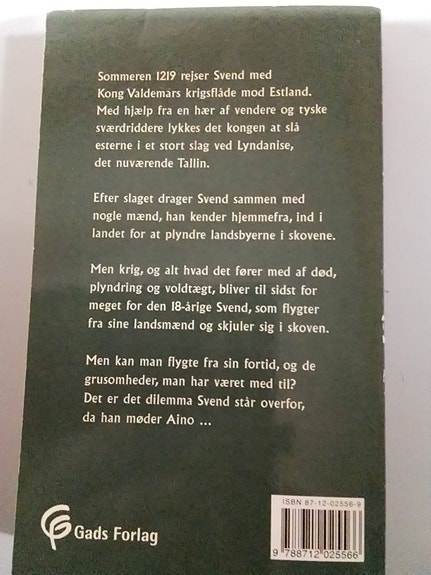 Sommeren 1219 rejser Svend med
Kong Valdemars krigsflåde mod Estland.
Med hjælp fra en hær af vendere og tyske
sværdriddere lykkes det kongen at slå
esterne i et stort slag ved Lyndanise,
det nuværende Tallin.
Efter slaget drager Svend sammen med
nogle mænd, han kender hjemmefra, ind i
landet for at plyndre landsbyerne i skovene.
Men krig, og alt hvad det fører med af død,
plyndring og voldtægt, bliver til sidst for
meget for den 18-årige Svend, som flygter
fra sine landsmænd og skjuler sig i skoven.
Men kan man flygte fra sin fortid, og de
grusomheder, man har været med til?
Det er det dilemma Svend står overfor,
da han møder Aino ...
ISBN 87-12-02556-9
9 788712 025566
Gads Forlag